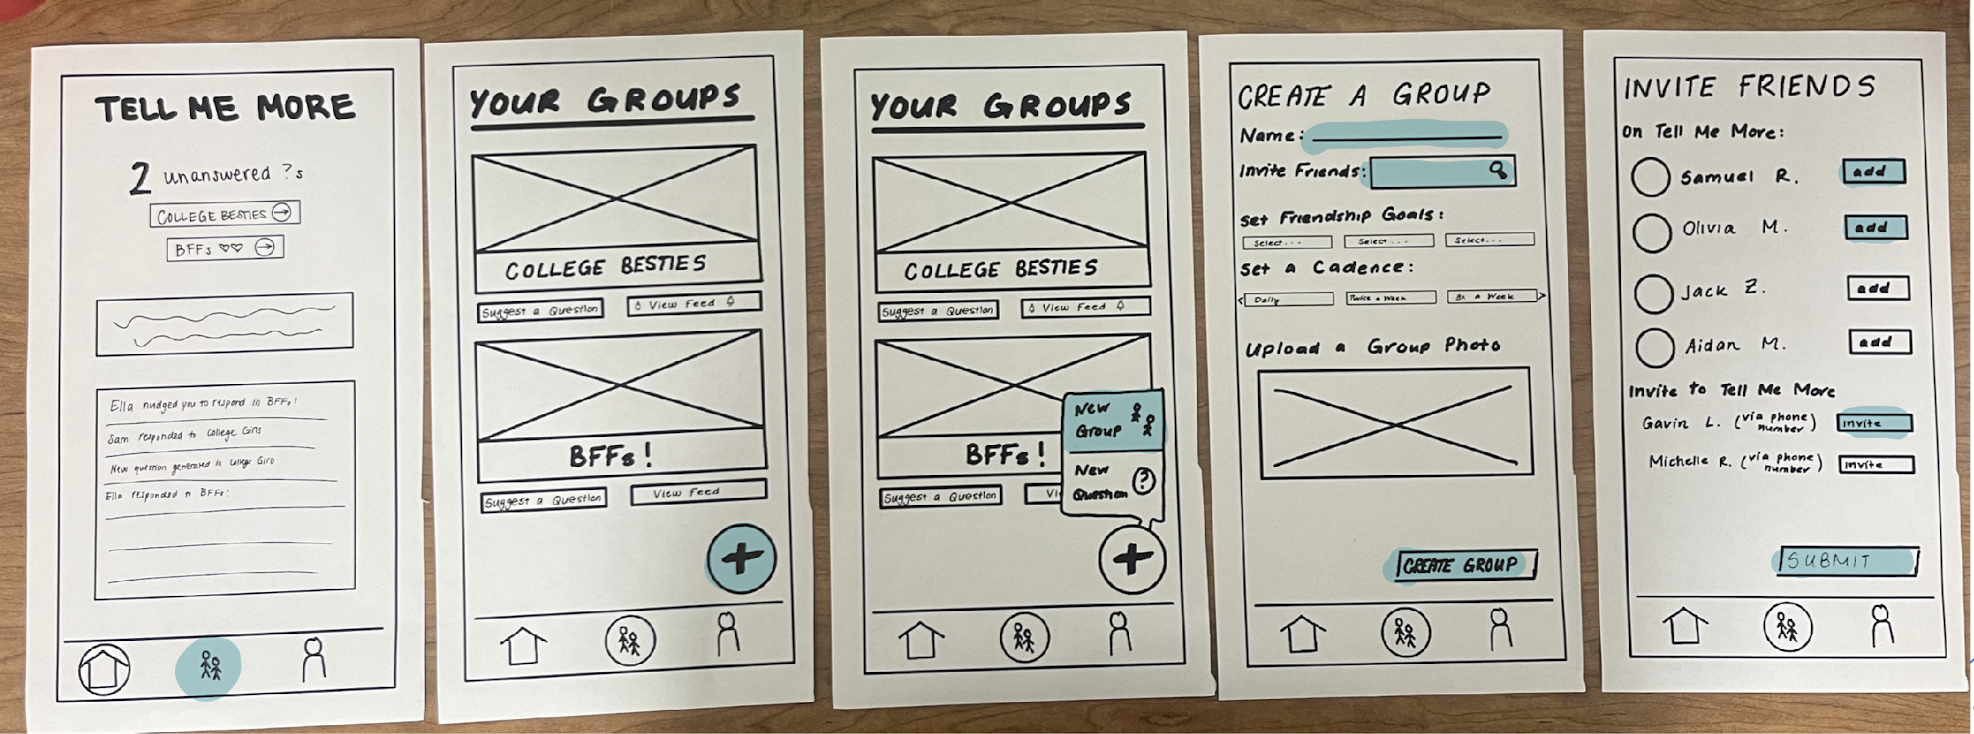 TELL ME MORE
2 unanswered ?s
COLLEGE BESTIES
BFFs ♡♡
Ella nudged you to respond in BFFs!
Sam responded to College Girls
New question generated in College Girls
Ella responded to BFFs!
YOUR GROUPS
COLLEGE BESTIES
Suggest a Question
View Feed
BFFs!
Suggest a Question
View Feed
+
YOUR GROUPS
COLLEGE BESTIES
Suggest a Question
View Feed
BFFs!
Suggest a Question
Vi
New
Group
New
Question
?
+
CREATE A GROUP
Name:
Invite Friends:
Set Friendship Goals:
Select...
Select...
Select...
Set a Cadence:
< Daily
Twice a Week
3x a Week >
Upload a Group Photo
CREATE GROUP
INVITE FRIENDS
On Tell Me More:
Samuel R. add
Olivia M. add
Jack Z. add
Aidan M. add
Invite to Tell Me More
Gavin L. (via phone number) invite
Michelle R. (via phone number) invite
SUBMIT